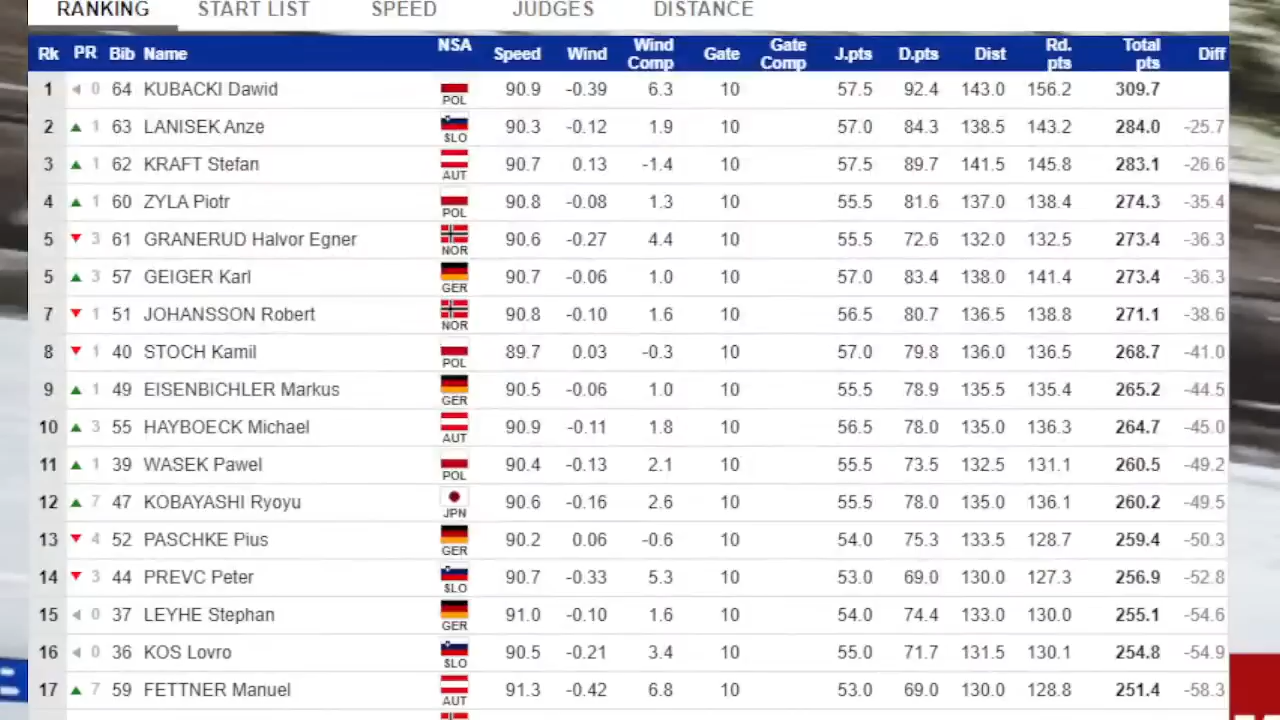 RANKING START LIST SPEED JUDGES DISTANCE
Rk PR Bib Name NSA Speed Wind Wind Comp Gate Gate Comp J.pts D.pts Dist Rd. pts Total pts Diff
1 0 64 KUBACKI Dawid POL 90.9 -0.39 6.3 10 57.5 92.4 143.0 156.2 309.7
2 1 63 LANISEK Anze SLO 90.3 -0.12 1.9 10 57.0 84.3 138.5 143.2 284.0 -25.7
3 1 62 KRAFT Stefan AUT 90.7 0.13 -1.4 10 57.5 89.7 141.5 145.8 283.1 -26.6
4 1 60 ZYLA Piotr POL 90.8 -0.08 1.3 10 55.5 81.6 137.0 138.4 274.3 -35.4
5 3 61 GRANERUD Halvor Egner NOR 90.6 -0.27 4.4 10 55.5 72.6 132.0 132.5 273.4 -36.3
5 3 57 GEIGER Karl GER 90.7 -0.06 1.0 10 57.0 83.4 138.0 141.4 273.4 -36.3
7 1 51 JOHANSSON Robert NOR 90.8 -0.10 1.6 10 56.5 80.7 136.5 138.8 271.1 -38.6
8 1 40 STOCH Kamil POL 89.7 0.03 -0.3 10 57.0 79.8 136.0 136.5 268.7 -41.0
9 1 49 EISENBICHLER Markus GER 90.5 -0.06 1.0 10 55.5 78.9 135.5 135.4 265.2 -44.5
10 3 55 HAYBOECK Michael AUT 90.9 -0.11 1.8 10 56.5 78.0 135.0 136.3 264.7 -45.0
11 1 39 WASEK Pawel POL 90.4 -0.13 2.1 10 55.5 73.5 132.5 131.1 260.5 -49.2
12 7 47 KOBAYASHI Ryoyu JPN 90.6 -0.16 2.6 10 55.5 78.0 135.0 136.1 260.2 -49.5
13 4 52 PASCHKE Pius GER 90.2 0.06 -0.6 10 54.0 75.3 133.5 128.7 259.4 -50.3
14 3 44 PREVC Peter SLO 90.7 -0.33 5.3 10 53.0 69.0 130.0 127.3 256.9 -52.8
15 0 37 LEYHE Stephan GER 91.0 -0.10 1.6 10 54.0 74.4 133.0 130.0 255.1 -54.6
16 0 36 KOS Lovro SLO 90.5 -0.21 3.4 10 55.0 71.7 131.5 130.1 254.8 -54.9
17 7 59 FETTNER Manuel AUT 91.3 -0.42 6.8 10 53.0 69.0 130.0 128.8 251.4 -58.3